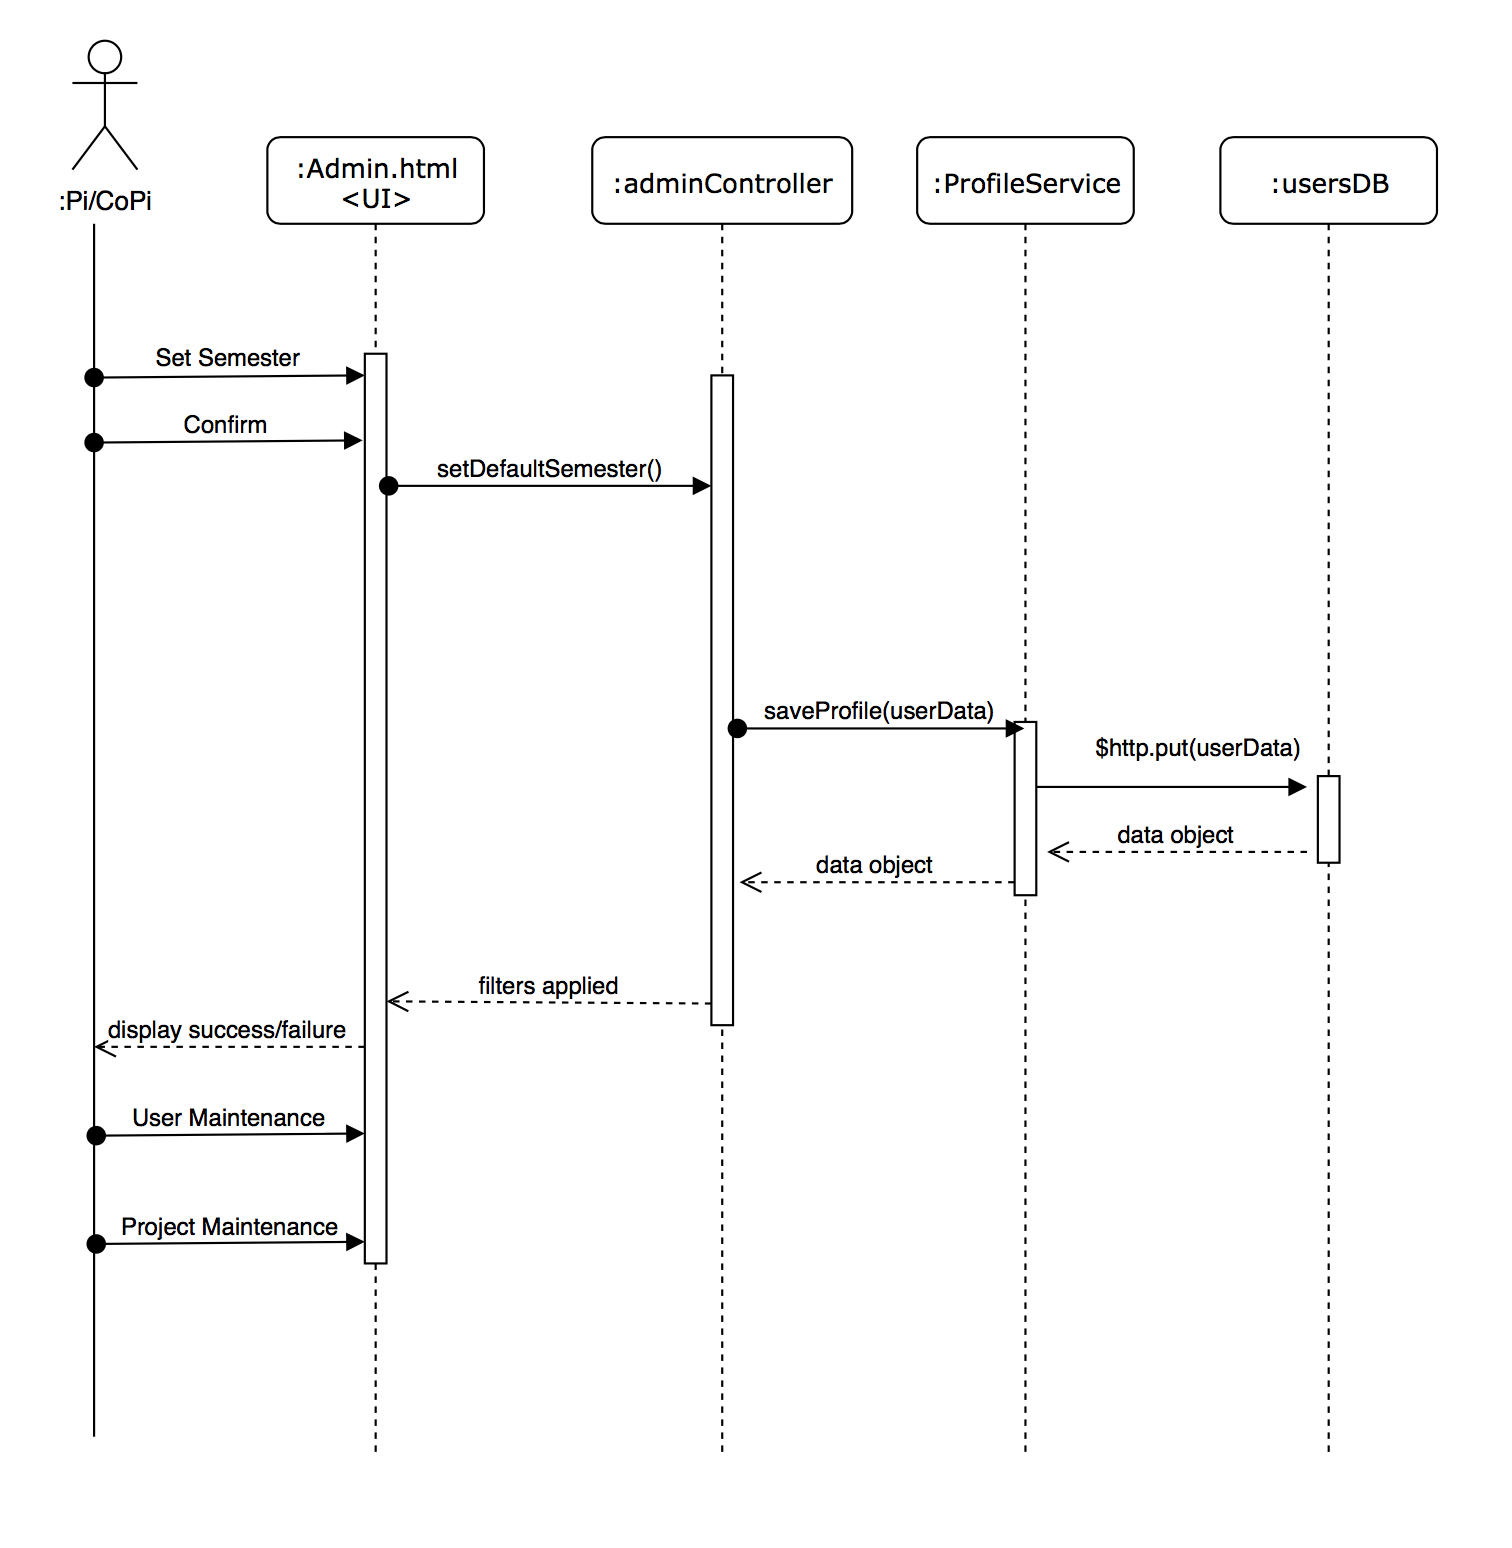 :Pi/CoPi
:Admin.html
<UI>
:adminController
:ProfileService
:usersDB
Set Semester
Confirm
setDefaultSemester()
saveProfile(userData)
$http.put(userData)
data object
data object
filters applied
display success/failure
User Maintenance
Project Maintenance